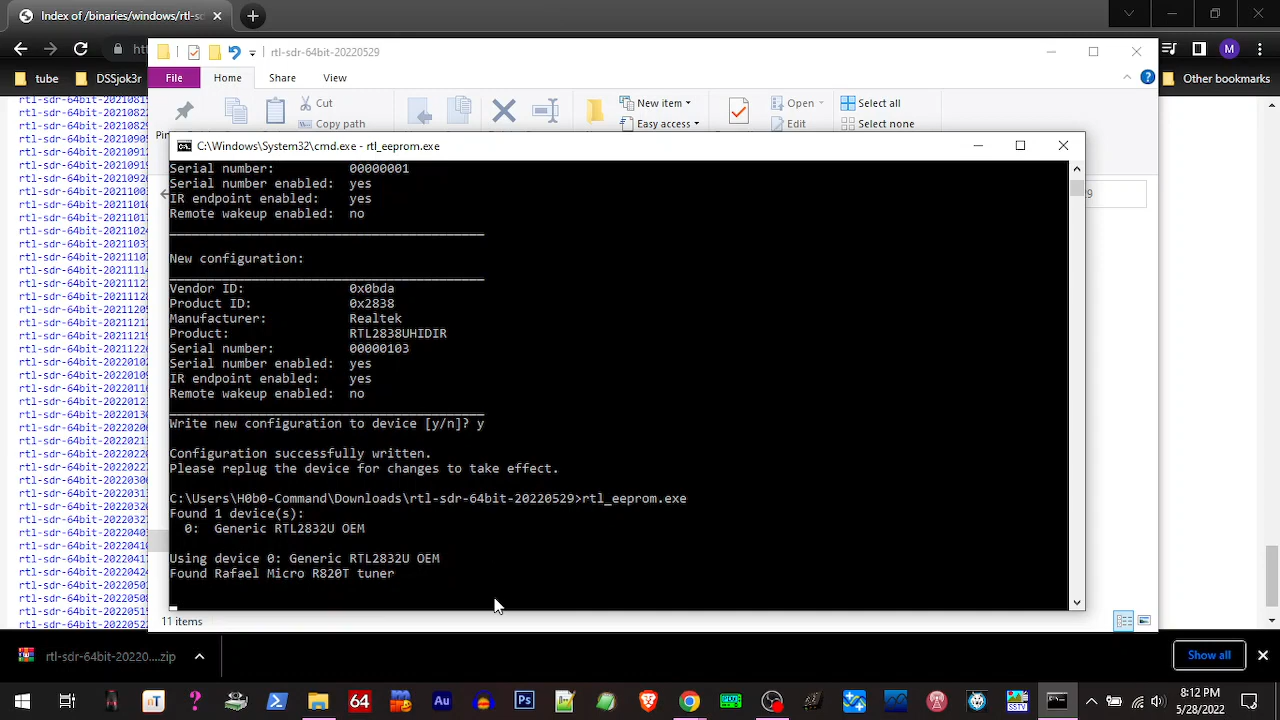 Index of /binaries/windows/rtl-sd
rtl-sdr-64bit-20220529
tube
DSSjok3r
Other bookmarks
File
Home
Share
View
Cut
Copy path
New item
Easy access
Open
Edit
Select all
Select none
C:\Windows\System32\cmd.exe - rtl_eeprom.exe
Serial number: 00000001
Serial number enabled: yes
IR endpoint enabled: yes
Remote wakeup enabled: no
New configuration:
Vendor ID: 0x0bda
Product ID: 0x2838
Manufacturer: Realtek
Product: RTL2838UHIDIR
Serial number: 00000103
Serial number enabled: yes
IR endpoint enabled: yes
Remote wakeup enabled: no
Write new configuration to device [y/n]? y
Configuration successfully written.
Please replug the device for changes to take effect.
C:\Users\H0b0-Command\Downloads\rtl-sdr-64bit-20220529>rtl_eeprom.exe
Found 1 device(s):
0: Generic RTL2832U OEM
Using device 0: Generic RTL2832U OEM
Found Rafael Micro R820T tuner
11 items
rtl-sdr-64bit-20220....zip
Show all
8:12 PM
5/28/2022